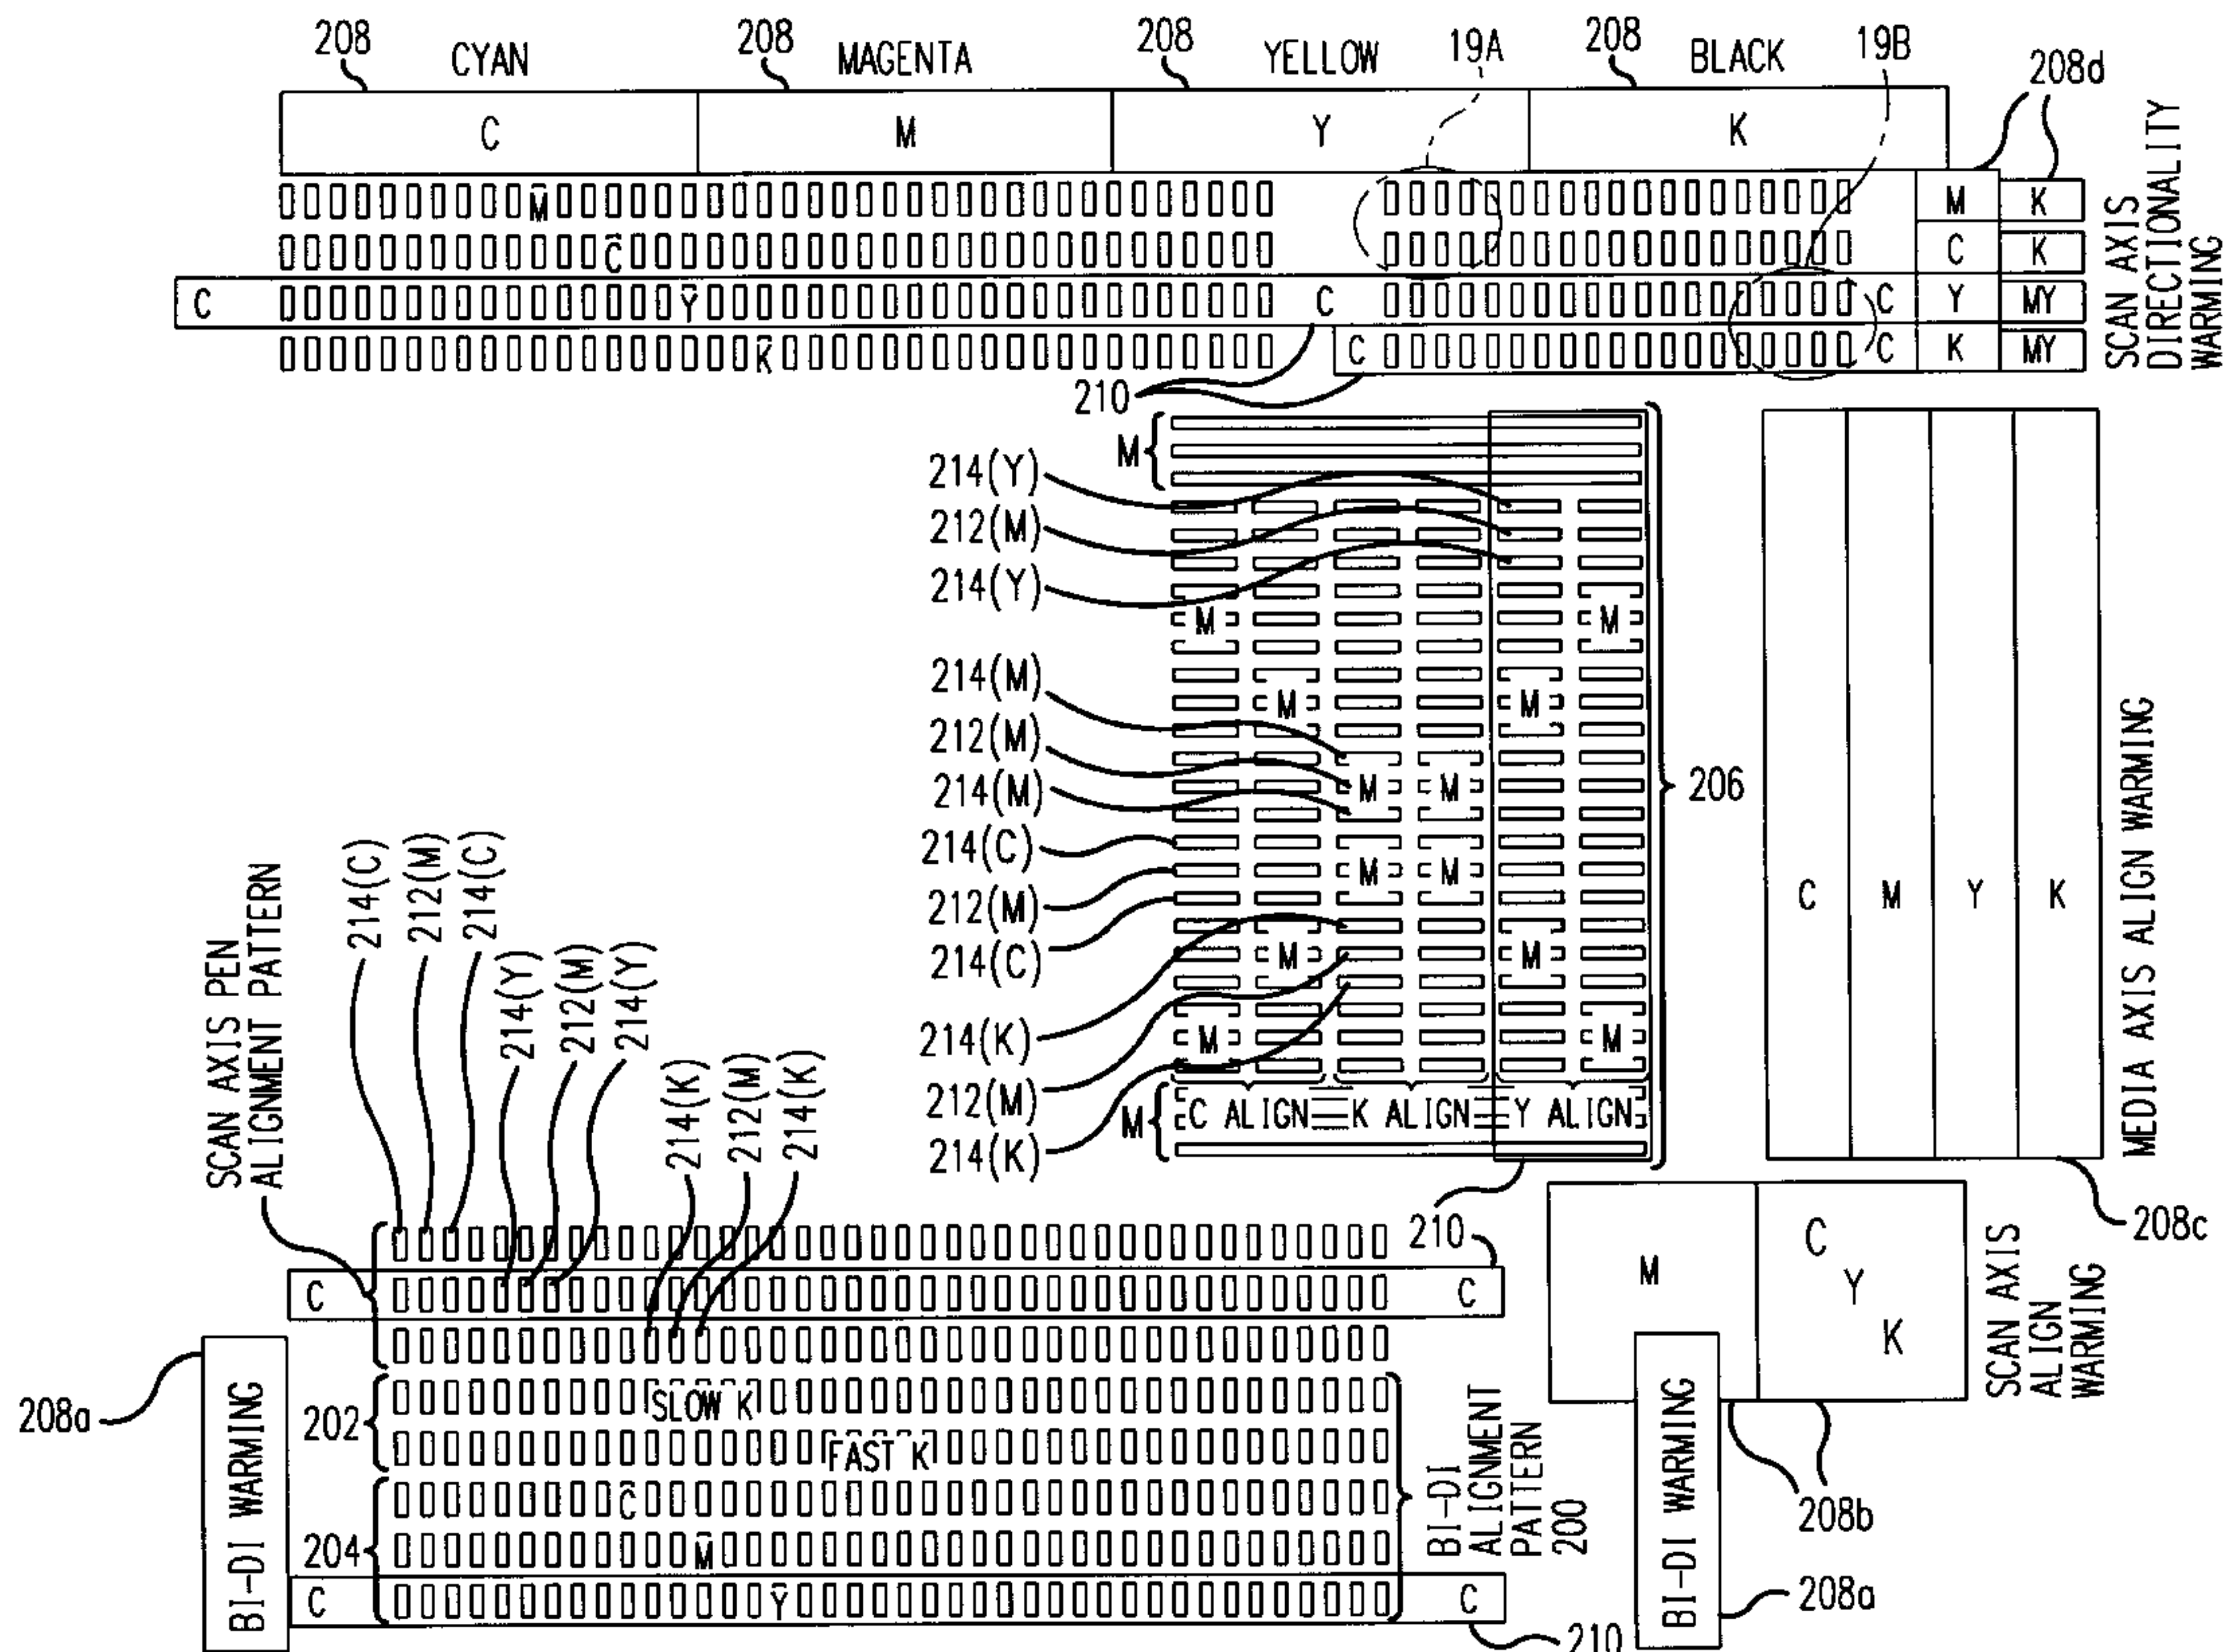 208 CYAN 208 MAGENTA 208 YELLOW 19A 208 BLACK 19B 208d
C M Y K
M M K
C C K
C Y C C Y MY
K C C K MY
SCAN AXIS
DIRECTIONALITY
WARMING
210
M
214(Y)
212(M)
214(Y)
M M
214(M)
M M
212(M)
M M
214(M)
214(C)
M M
212(M)
214(C)
M M
214(K)
M M
212(M)
M C ALIGN K ALIGN Y ALIGN
214(K)
206
210
C M Y K
MEDIA AXIS ALIGN WARMING
208c
SCAN AXIS PEN
ALIGNMENT PATTERN
214(C)
212(M)
214(C)
214(Y)
212(M)
214(Y)
214(K)
212(M)
214(K)
210
C C
M C
Y
K
SCAN AXIS
ALIGN
WARMING
208b
208a
BI-DI WARMING
202
SLOW K
FAST K
204
C
M
C Y C
210
BI-DI
ALIGNMENT
PATTERN
200
BI-DI WARMING
208a